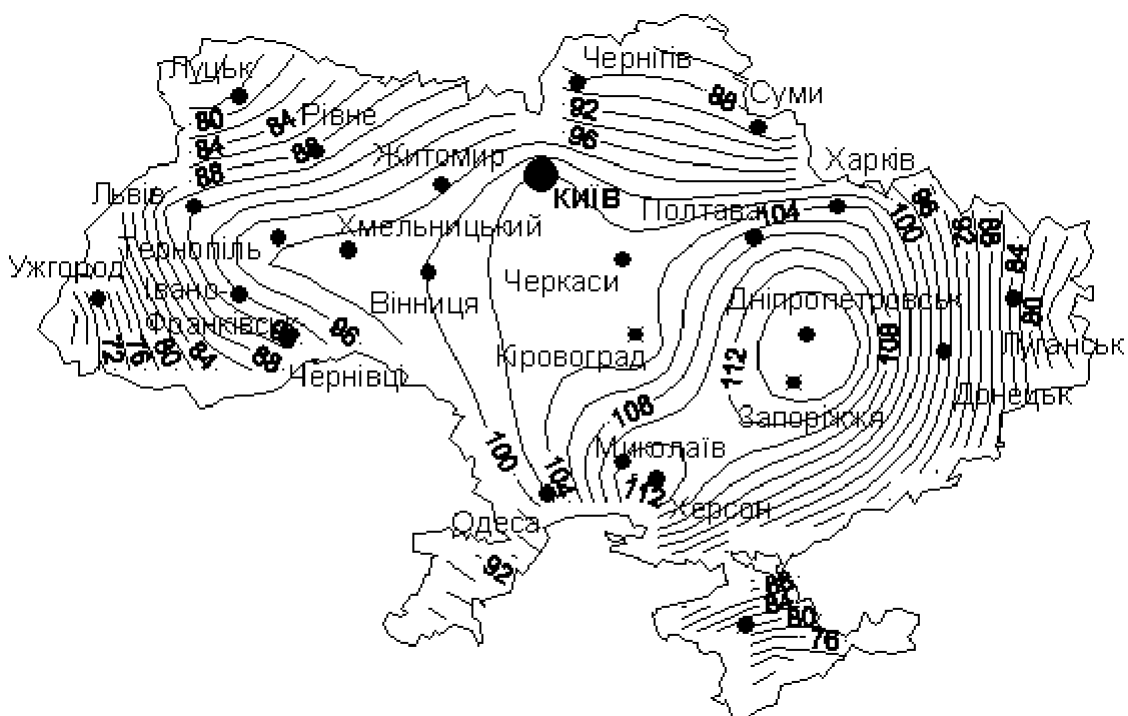 Луцьк
80
84
84
Рівне
88
88
Чернігів
92
96
88
Суми
Житомир
КИЇВ
Харків
Львів
Полтава
104
100
96
92
88
84
80
Тернопіль
Хмельницький
Ужгород
Івано-
Франківськ
Вінниця
Черкаси
Дніпропетровськ
96
72
76
80
84
88
Чернівці
Кіровоград
112
108
Луганськ
Донецьк
Запоріжжя
108
100
104
Миколаїв
112
Херсон
Одеса
92
88
84
80
76